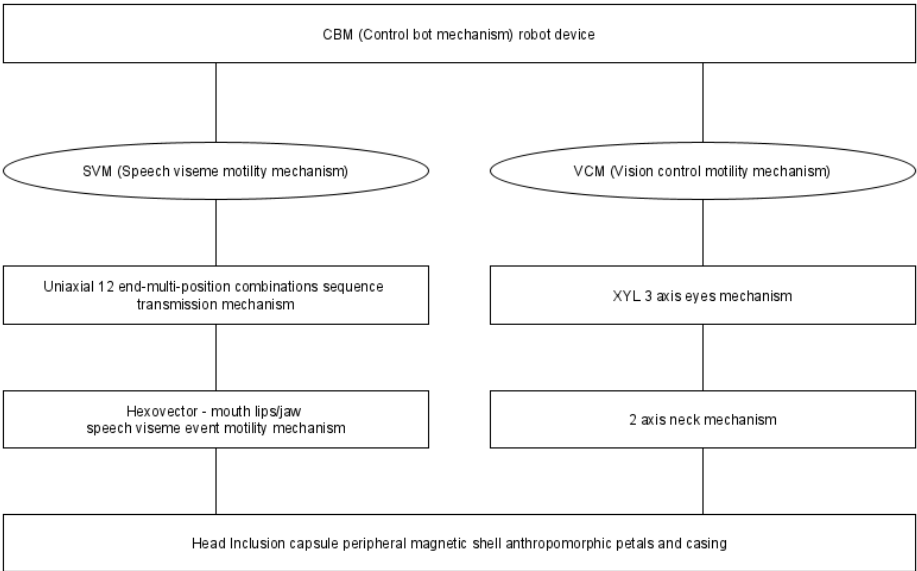 CBM (Control bot mechanism) robot device
SVM (Speech viseme motility mechanism)
VCM (Vision control motility mechanism)
Uniaxial 12 end-multi-position combinations sequence
transmission mechanism
XYL 3 axis eyes mechanism
Hexovector - mouth lips/jaw
speech viseme event motility mechanism
2 axis neck mechanism
Head Inclusion capsule peripheral magnetic shell anthropomorphic petals and casing